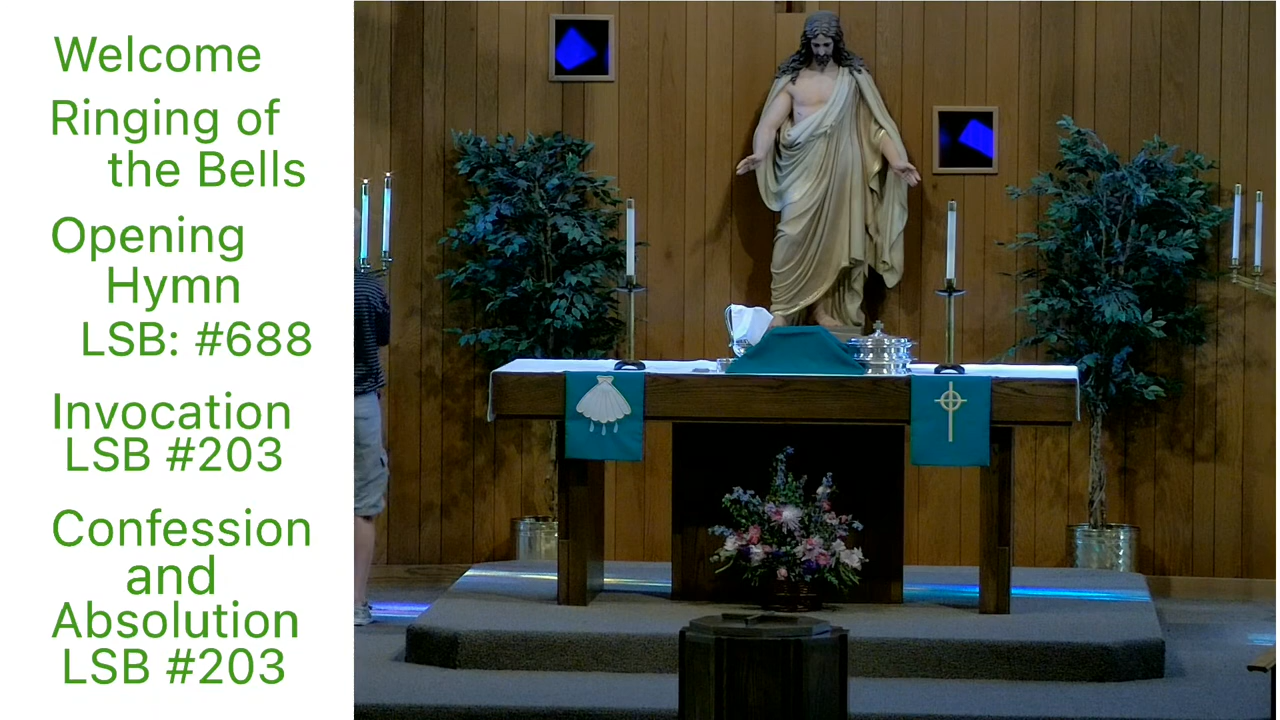 Welcome
Ringing of
the Bells
Opening
Hymn
LSB: #688
Invocation
LSB #203
Confession
and
Absolution
LSB #203